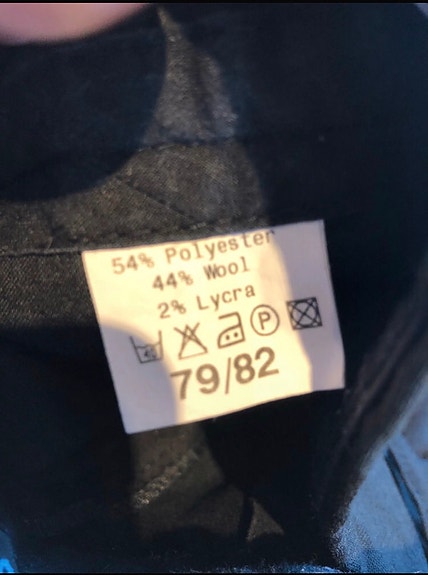 54% Polyester
44% Wool
2% Lycra
P
79/82